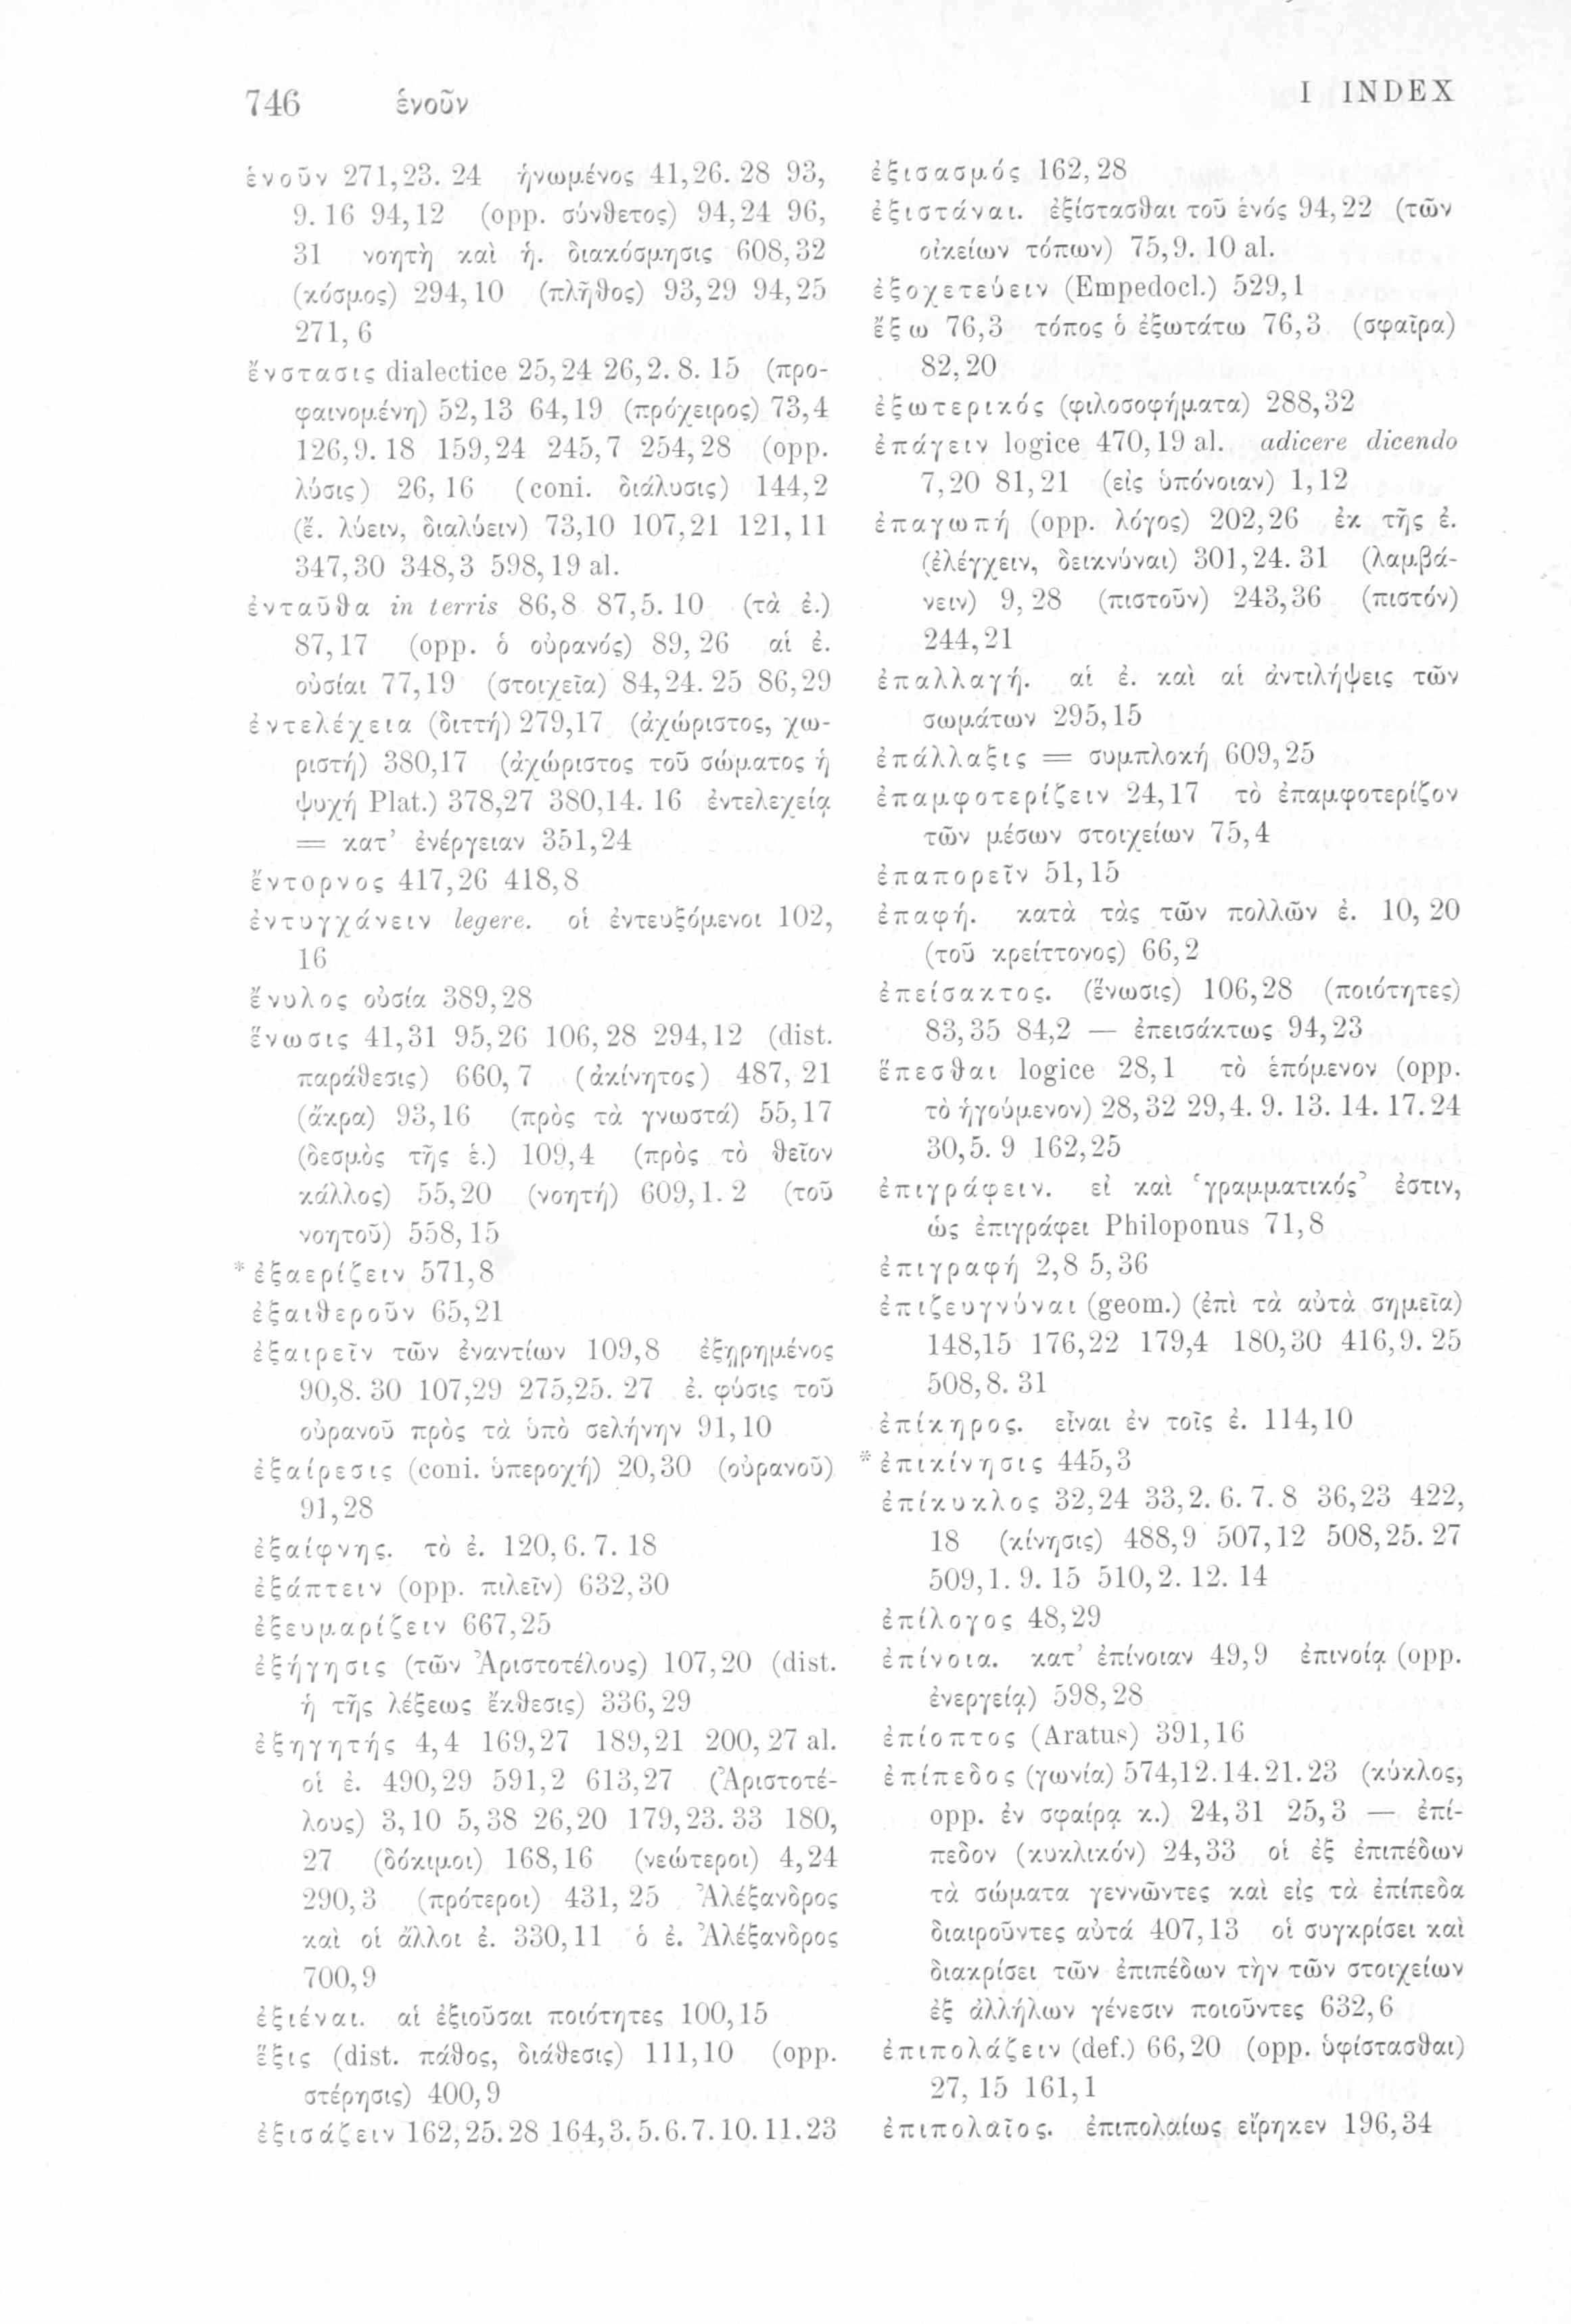 746 ἑνοῦν
I INDEX
ἑνοῦν 271,23. 24 ἡνωμένος 41,26. 28 93,
9. 16 94,12 (opp. σύνθετος) 94,24 96,
31 νοητὴ καὶ ἡ. διακόσμησις 608,32
(κόσμος) 294,10 (πλῆθος) 93,29 94,25
271,6
ἔνστασις dialectice 25,24 26,2. 8. 15 (προ-
φαινομένη) 52,13 64,19 (πρόχειρος) 73,4
126,9. 18 159,24 245,7 254,28 (opp.
λύσις) 26,16 (coni. διάλυσις) 144,2
(ἔ. λύειν, διαλύειν) 73,10 107,21 121,11
347,30 348,3 598,19 al.
ἐνταῦθα in terris 86,8 87,5. 10 (τὰ ἐ.)
87,17 (opp. ὁ οὐρανός) 89,26 αἱ ἐ.
οὐσίαι 77,19 (στοιχεῖα) 84,24. 25 86,29
ἐντελέχεια (διττή) 279,17 (ἀχώριστος, χω-
ριστή) 380,17 (ἀχώριστος τοῦ σώματος ἡ
ψυχή Plat.) 378,27 380,14. 16 ἐντελεχείᾳ
= κατ’ ἐνέργειαν 351,24
ἔντορνος 417,26 418,8
ἐντυγχάνειν legere. οἱ ἐντευξόμενοι 102,
16
ἔνυλος οὐσία 389,28
ἕνωσις 41,31 95,26 106,28 294,12 (dist.
παράθεσις) 660,7 (ἀκίνητος) 487,21
(ἄκρα) 93,16 (πρὸς τὰ γνωστά) 55,17
(δεσμὸς τῆς ἑ.) 109,4 (πρὸς τὸ θεῖον
κάλλος) 55,20 (νοητή) 609,1. 2 (τοῦ
νοητοῦ) 558,15
*ἐξαερίζειν 571,8
ἐξαιθεροῦν 65,21
ἐξαιρεῖν τῶν ἐναντίων 109,8 ἐξῃρημένος
90,8. 30 107,29 275,25. 27 ἐ. φύσις τοῦ
οὐρανοῦ πρὸς τὰ ὑπὸ σελήνην 91,10
ἐξαίρεσις (coni. ὑπεροχή) 20,30 (οὐρανοῦ)
91,28
ἐξαίφνης. τὸ ἐ. 120,6. 7. 18
ἐξάπτειν (opp. πιλεῖν) 632,30
ἐξευμαρίζειν 667,25
ἐξήγησις (τῶν Ἀριστοτέλους) 107,20 (dist.
ἡ τῆς λέξεως ἔκθεσις) 336,29
ἐξηγητής 4,4 169,27 189,21 200,27 al.
οἱ ἐ. 490,29 591,2 613,27 (Ἀριστοτέ-
λους) 3,10 5,38 26,20 179,23. 33 180,
27 (δόκιμοι) 168,16 (νεώτεροι) 4,24
290,3 (πρότεροι) 431,25 Ἀλέξανδρος
καὶ οἱ ἄλλοι ἐ. 330,11 ὁ ἐ. Ἀλέξανδρος
700,9
ἐξιέναι. αἱ ἐξιοῦσαι ποιότητες 100,15
ἕξις (dist. πάθος, διάθεσις) 111,10 (opp.
στέρησις) 400,9
ἐξισάζειν 162,25. 28 164,3. 5. 6. 7. 10. 11. 23
ἐξισασμός 162,28
ἐξιστάναι. ἐξίστασθαι τοῦ ἑνός 94,22 (τῶν
οἰκείων τόπων) 75,9. 10 al.
ἐξοχετεύειν (Empedocl.) 529,1
ἔξω 76,3 τόπος ὁ ἐξωτάτω 76,3 (σφαῖρα)
82,20
ἐξωτερικός (φιλοσοφήματα) 288,32
ἐπάγειν logice 470,19 al. adicere dicendo
7,20 81,21 (εἰς ὑπόνοιαν) 1,12
ἐπαγωπή (opp. λόγος) 202,26 ἐκ τῆς ἐ.
(ἐλέγχειν, δεικνύναι) 301,24. 31 (λαμβά-
νειν) 9,28 (πιστοῦν) 243,36 (πιστόν)
244,21
ἐπαλλαγή. αἱ ἐ. καὶ αἱ ἀντιλήψεις τῶν
σωμάτων 295,15
ἐπάλλαξις = συμπλοκή 609,25
ἐπαμφοτερίζειν 24,17 τὸ ἐπαμφοτερίζον
τῶν μέσων στοιχείων 75,4
ἐπαπορεῖν 51,15
ἐπαφή. κατὰ τὰς τῶν πολλῶν ἐ. 10,20
(τοῦ κρείττονος) 66,2
ἐπείσακτος. (ἕνωσις) 106,28 (ποιότητες)
83,35 84,2 — ἐπεισάκτως 94,23
ἕπεσθαι logice 28,1 τὸ ἑπόμενον (opp.
τὸ ἡγούμενον) 28,32 29,4. 9. 13. 14. 17. 24
30,5. 9 162,25
ἐπιγράφειν. εἰ καὶ ‘γραμματικός’ ἐστιν,
ὡς ἐπιγράφει Philoponus 71,8
ἐπιγραφή 2,8 5,36
ἐπιζευγνύναι (geom.) (ἐπὶ τὰ αὐτὰ σημεῖα)
148,15 176,22 179,4 180,30 416,9. 25
508,8. 31
ἐπίκηρος. εἶναι ἐν τοῖς ἐ. 114,10
*ἐπικίνησις 445,3
ἐπίκυκλος 32,24 33,2. 6. 7. 8 36,23 422,
18 (κίνησις) 488,9 507,12 508,25. 27
509,1. 9. 15 510,2. 12. 14
ἐπίλογος 48,29
ἐπίνοια. κατ’ ἐπίνοιαν 49,9 ἐπινοίᾳ (opp.
ἐνεργείᾳ) 598,28
ἐπίοπτος (Aratus) 391,16
ἐπίπεδος (γωνία) 574,12. 14. 21. 23 (κύκλος,
opp. ἐν σφαίρᾳ κ.) 24,31 25,3 — ἐπί-
πεδον (κυκλικόν) 24,33 οἱ ἐξ ἐπιπέδων
τὰ σώματα γεννῶντες καὶ εἰς τὰ ἐπίπεδα
διαιροῦντες αὐτά 407,13 οἱ συγκρίσει καὶ
διακρίσει τῶν ἐπιπέδων τὴν τῶν στοιχείων
ἐξ ἀλλήλων γένεσιν ποιοῦντες 632,6
ἐπιπολάζειν (def.) 66,20 (opp. ὑφίστασθαι)
27,15 161,1
ἐπιπολαῖος. ἐπιπολαίως εἴρηκεν 196,34